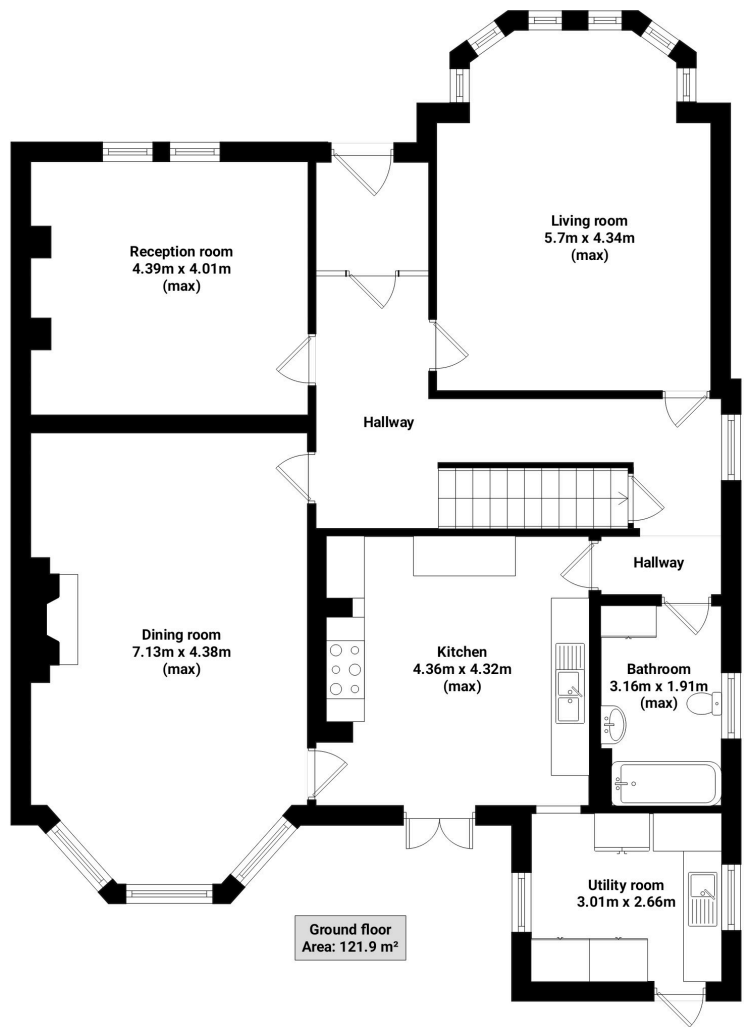 Living room
5.7m x 4.34m
(max)
Reception room
4.39m x 4.01m
(max)
Hallway
Hallway
Dining room
7.13m x 4.38m
(max)
Kitchen
4.36m x 4.32m
(max)
Bathroom
3.16m x 1.91m
(max)
Utility room
3.01m x 2.66m
Ground floor
Area: 121.9 m²